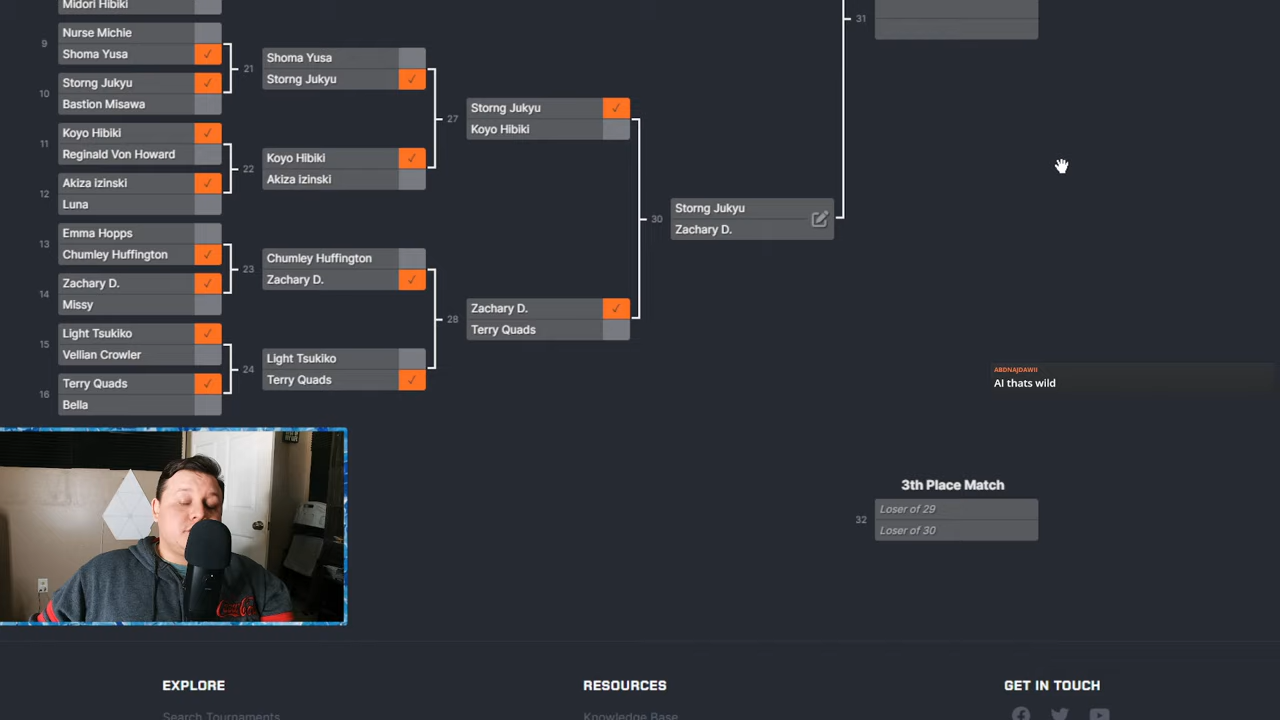 Midori Hibiki
9
Nurse Michie
Shoma Yusa
10
Storng Jukyu
Bastion Misawa
11
Koyo Hibiki
Reginald Von Howard
12
Akiza izinski
Luna
13
Emma Hopps
Chumley Huffington
14
Zachary D.
Missy
15
Light Tsukiko
Vellian Crowler
16
Terry Quads
Bella
21
Shoma Yusa
Storng Jukyu
22
Koyo Hibiki
Akiza izinski
23
Chumley Huffington
Zachary D.
24
Light Tsukiko
Terry Quads
27
Storng Jukyu
Koyo Hibiki
28
Zachary D.
Terry Quads
30
Storng Jukyu
Zachary D.
31
ABDNAJDAWII
AI thats wild
3th Place Match
32
Loser of 29
Loser of 30
EXPLORE
RESOURCES
GET IN TOUCH
Search Tournaments
Knowledge Base